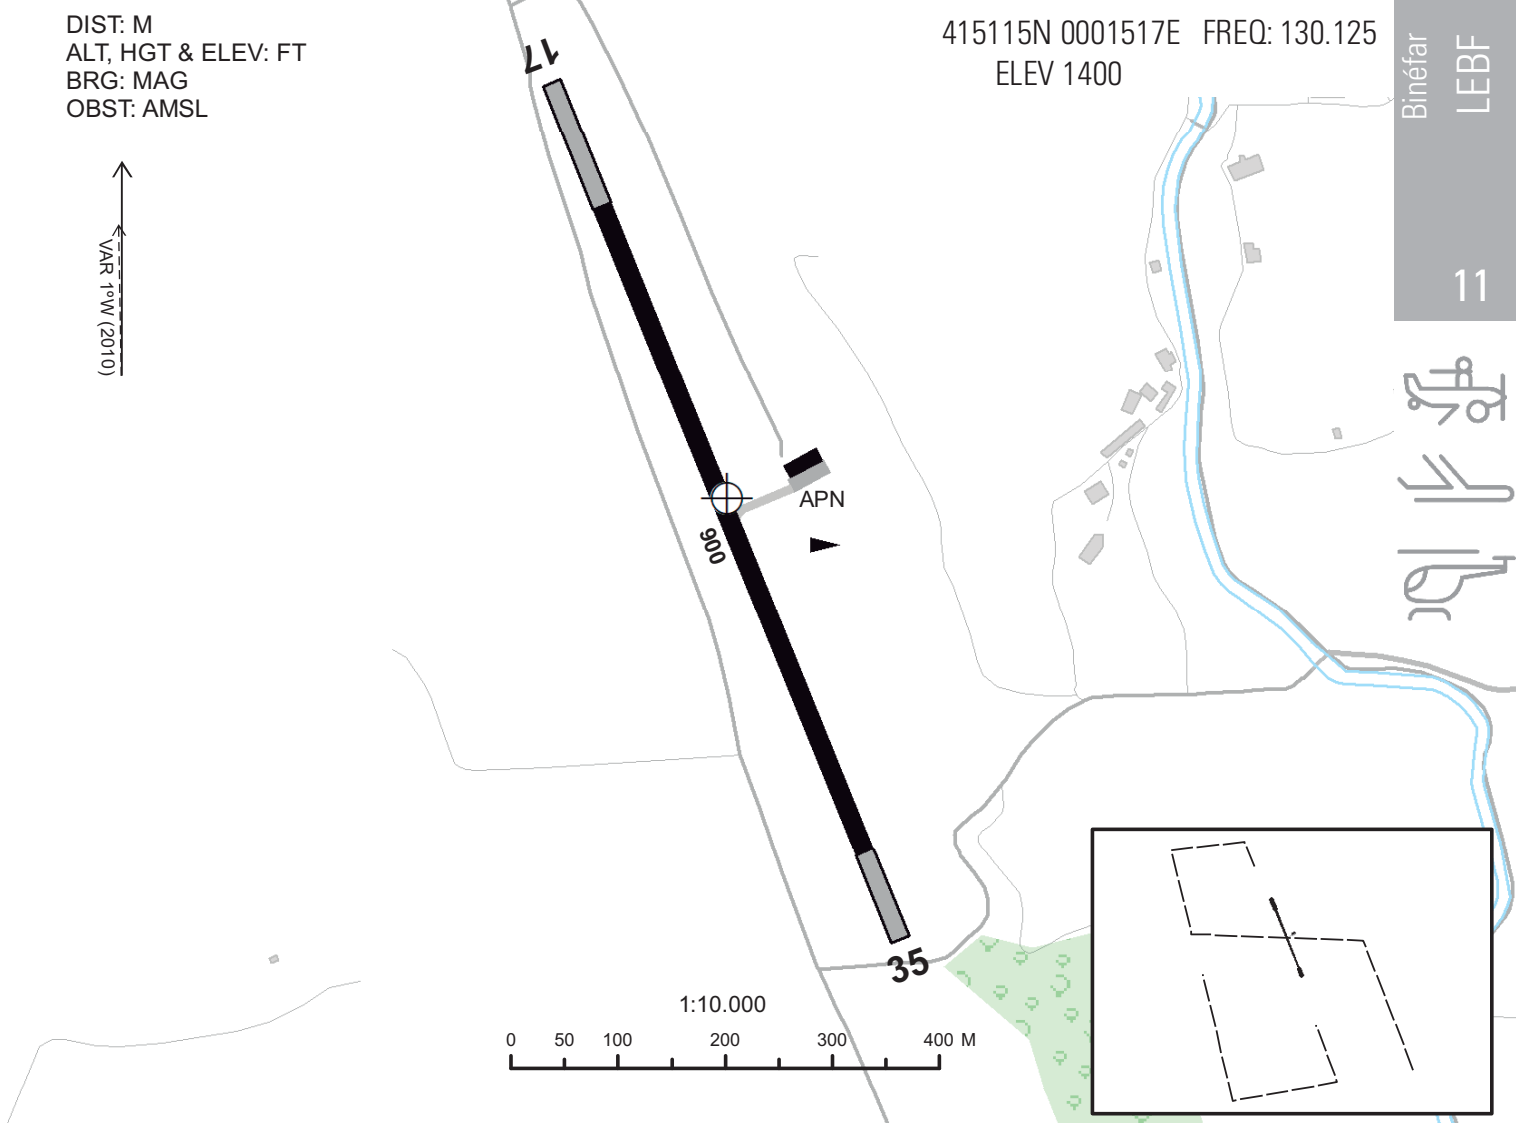 DIST: M
ALT, HGT & ELEV: FT
BRG: MAG
OBST: AMSL
VAR 1ºW (2010)
415115N 0001517E FREQ: 130.125
ELEV 1400
Binéfar
LEBF
11
17
APN
900
35
1:10.000
0 50 100 200 300 400 M